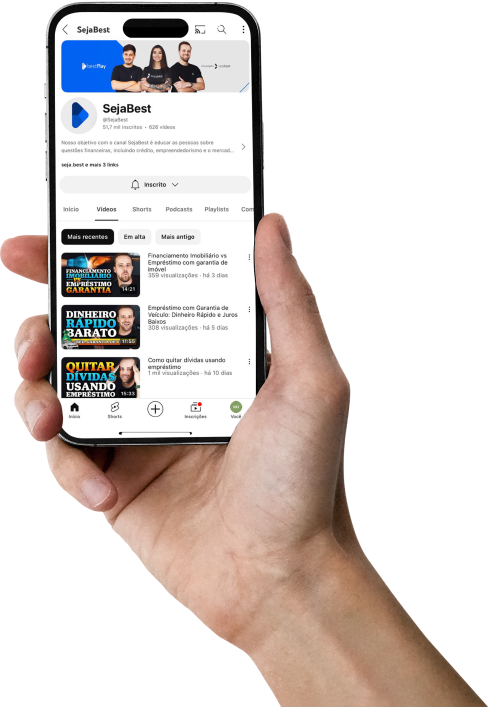 SejaBest
bestPlay
SejaBest
@SejaBest
51,7 mil inscritos • 626 vídeos
Nosso objetivo com o canal SejaBest é educar as pessoas sobre
questões financeiras, incluindo crédito, empreendedorismo e o mercad...
seja.best e mais 3 links
Inscrito
Início Vídeos Shorts Podcasts Playlists Com
Mais recentes Em alta Mais antigo
FINANCIAMENTO
IMOBILIÁRIO
VS
EMPRÉSTIMO
GARANTIA
14:21
Financiamento Imobiliário vs
Empréstimo com garantia de
imóvel
359 visualizações · há 3 dias
DINHEIRO
RÁPIDO
BARATO
11:56
Empréstimo com Garantia de
Veículo: Dinheiro Rápido e Juros
Baixos
308 visualizações · há 5 dias
QUITAR
DÍVIDAS
USANDO
EMPRÉSTIMO
15:33
Como quitar dívidas usando
empréstimo
1 mil visualizações · há 10 dias
Início Shorts Inscrições Você